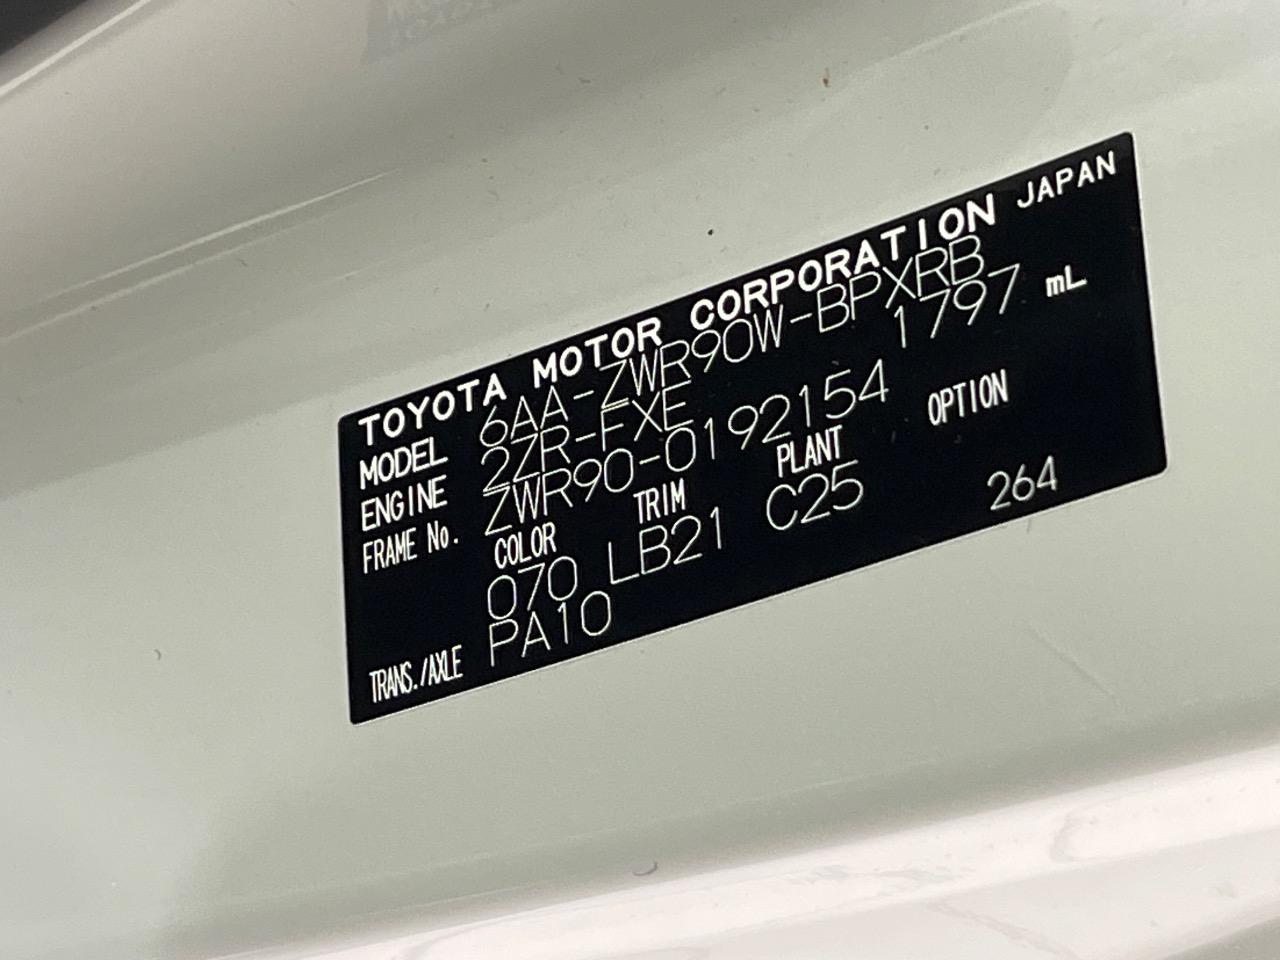 TOYOTA MOTOR CORPORATION JAPAN
MODEL 6AA-ZWR90W-BPXRB
ENGINE 2ZR-FXE 1797 mL
FRAME No. ZWR90-0192154
COLOR TRIM PLANT OPTION
070 LB21 C25 264
TRANS./AXLE PA10